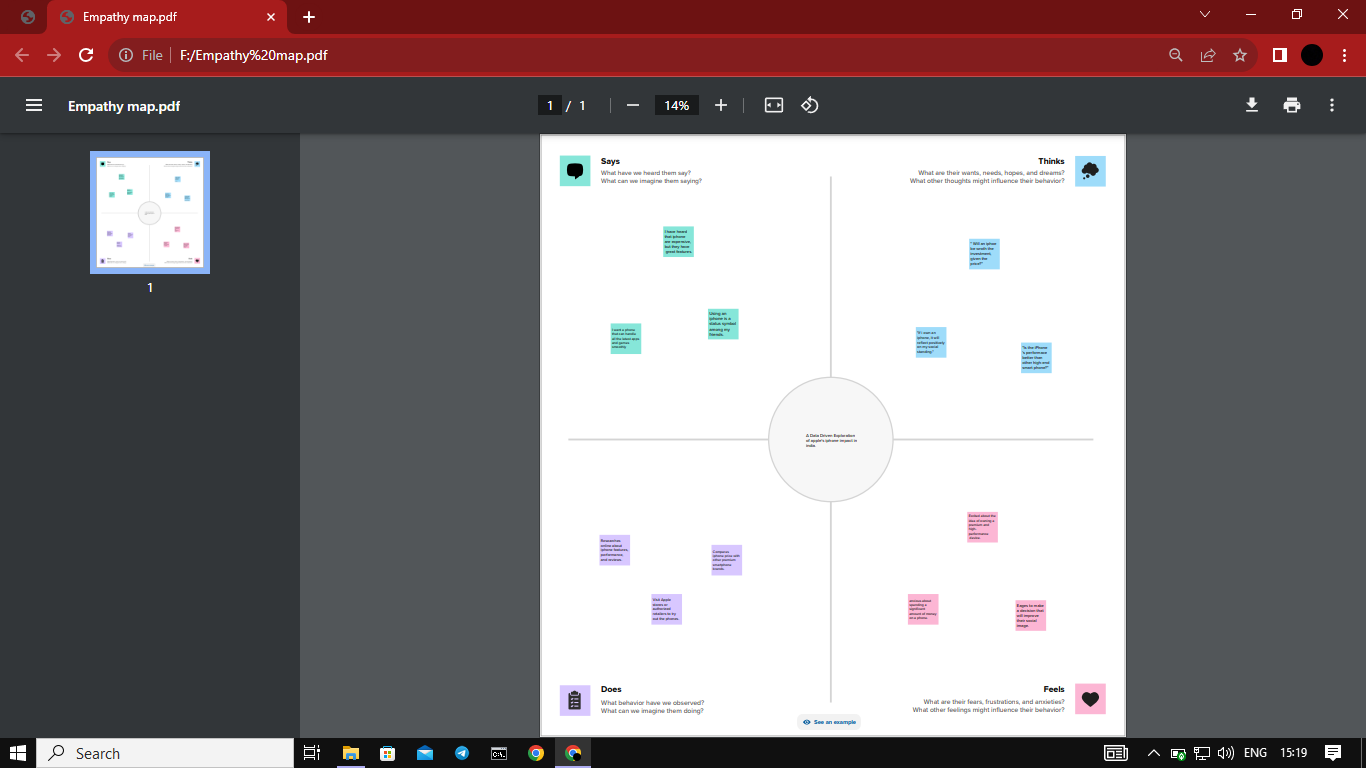 Empathy map.pdf
File
F:/Empathy%20map.pdf
Empathy map.pdf
1 / 1
14%
1
Says
What have we heard them say?
What can we imagine them saying?
Thinks
What are their wants, needs, hopes, and dreams?
What other thoughts might influence their behavior?
I have heard
that iphone
are expensive,
but they have
great features
Using an
iphone is a
status symbol
among my
friends.
I want a phone
that can handle
all the latest apps
and games
smoothly.
" Will an iphone
be worth the
investment,
given the
price?"
"If I own an
iphone, it will
reflect positively
on my social
standing"
"Is the iPhone
's performance
better than
other high-end
smart phone?"
A Data Driven Exploration
of apple's iphone impact in
India
Researches
online about
iphone features,
performance,
and reviews.
Compares
iphone price with
other premium
smartphone
brands.
Visit Apple
stores or
authorized
retailers to try
out the phones
Excited about the
idea of owning a
premium and
high-
performance
device.
anxious about
spending a
significant
amount of money
on a phone.
Eager to make
a decision that
will improve
their social
image
Does
What behavior have we observed?
What can we imagine them doing?
Feels
What are their fears, frustrations, and anxieties?
What other feelings might influence their behavior?
See an example
Search
ENG
15:19